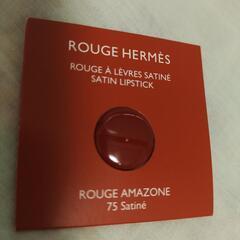 ROUGE HERMÈS
ROUGE À LÈVRES SATINÉ
SATIN LIPSTICK
ROUGE AMAZONE
75 Satiné